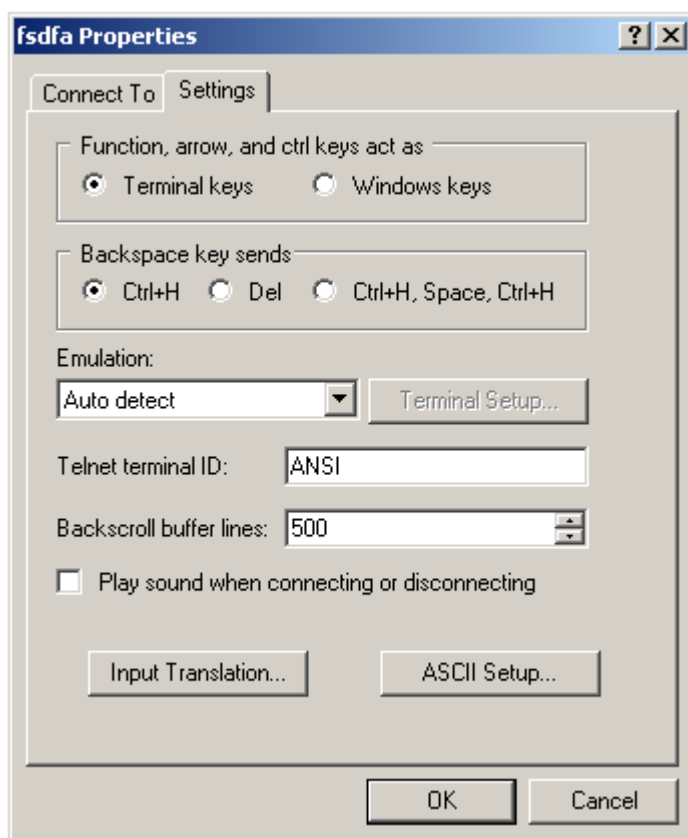 fsdfa Properties
Connect To Settings
Function, arrow, and ctrl keys act as
Terminal keys Windows keys
Backspace key sends
Ctrl+H Del Ctrl+H, Space, Ctrl+H
Emulation:
Auto detect Terminal Setup...
Telnet terminal ID: ANSI
Backscroll buffer lines: 500
Play sound when connecting or disconnecting
Input Translation... ASCII Setup...
OK Cancel